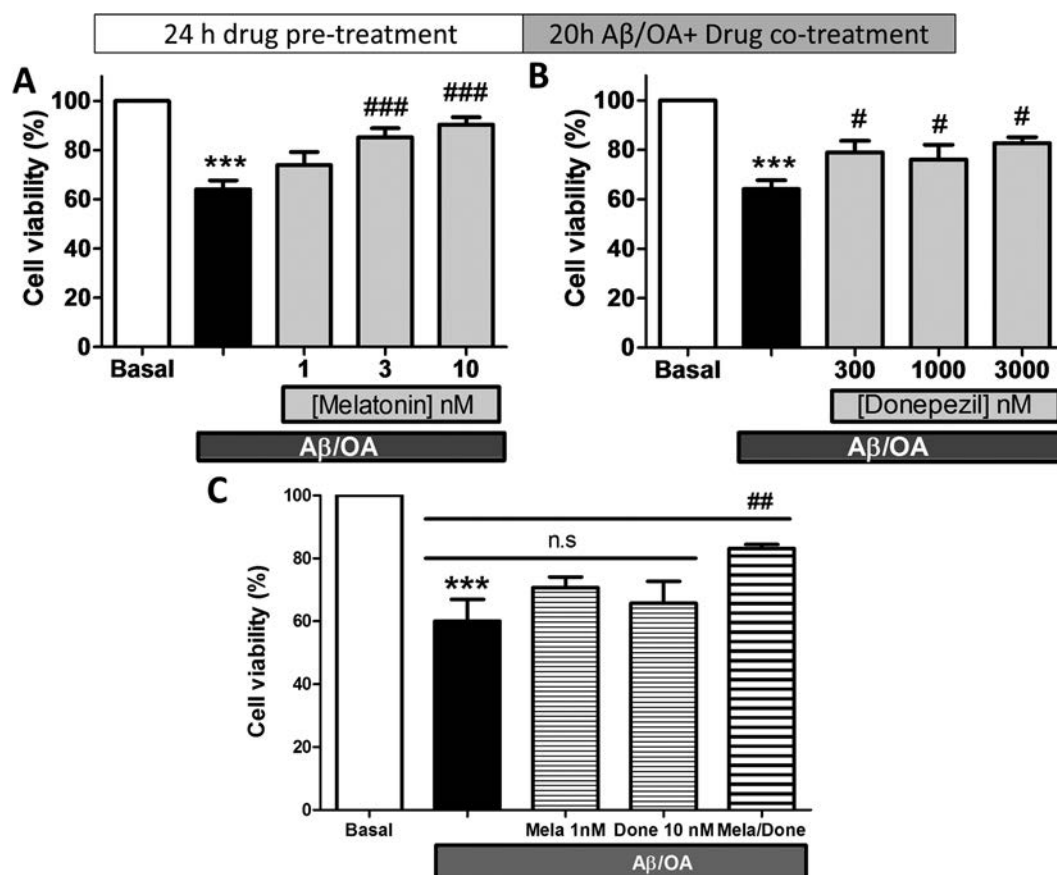 24 h drug pre-treatment 20h Aβ/OA+ Drug co-treatment
A
Cell viability (%)
100
80
60
40
20
0
***
###
###
Basal 1 3 10
[Melatonin] nM
Aβ/OA
B
Cell viability (%)
100
80
60
40
20
0
***
#
#
#
Basal 300 1000 3000
[Donepezil] nM
Aβ/OA
C
Cell viability (%)
100
80
60
40
20
0
##
n.s
***
Basal Mela 1nM Done 10 nM Mela/Done
Aβ/OA